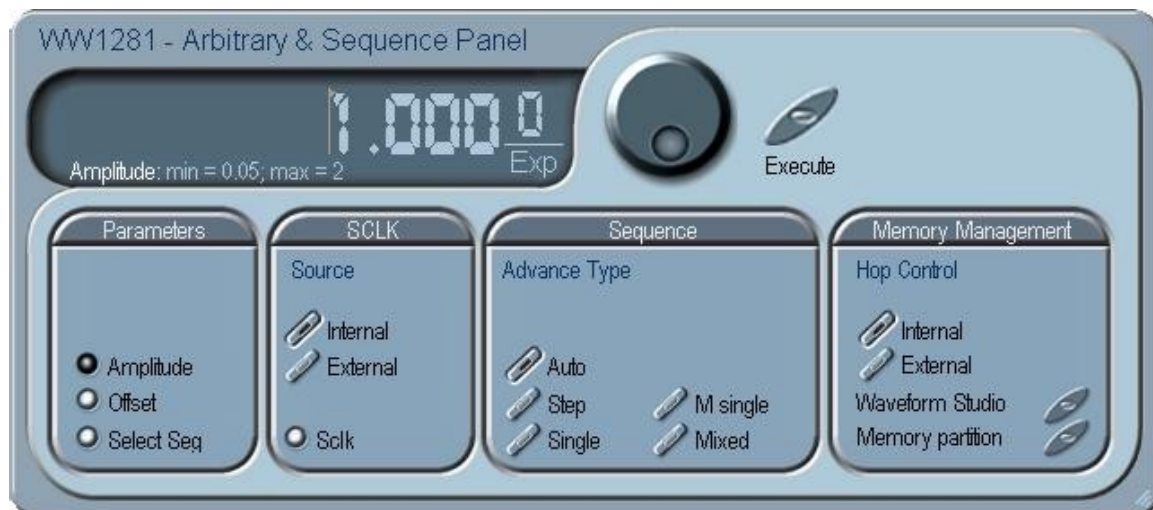 WW1281 - Arbitrary & Sequence Panel
1.000 0
Exp
Amplitude: min = 0.05; max = 2
Execute
Parameters
Amplitude
Offset
Select Seq
SCLK
Source
Internal
External
Sclk
Sequence
Advance Type
Auto
Step
Single
M single
Mixed
Memory Management
Hop Control
Internal
External
Waveform Studio
Memory partition